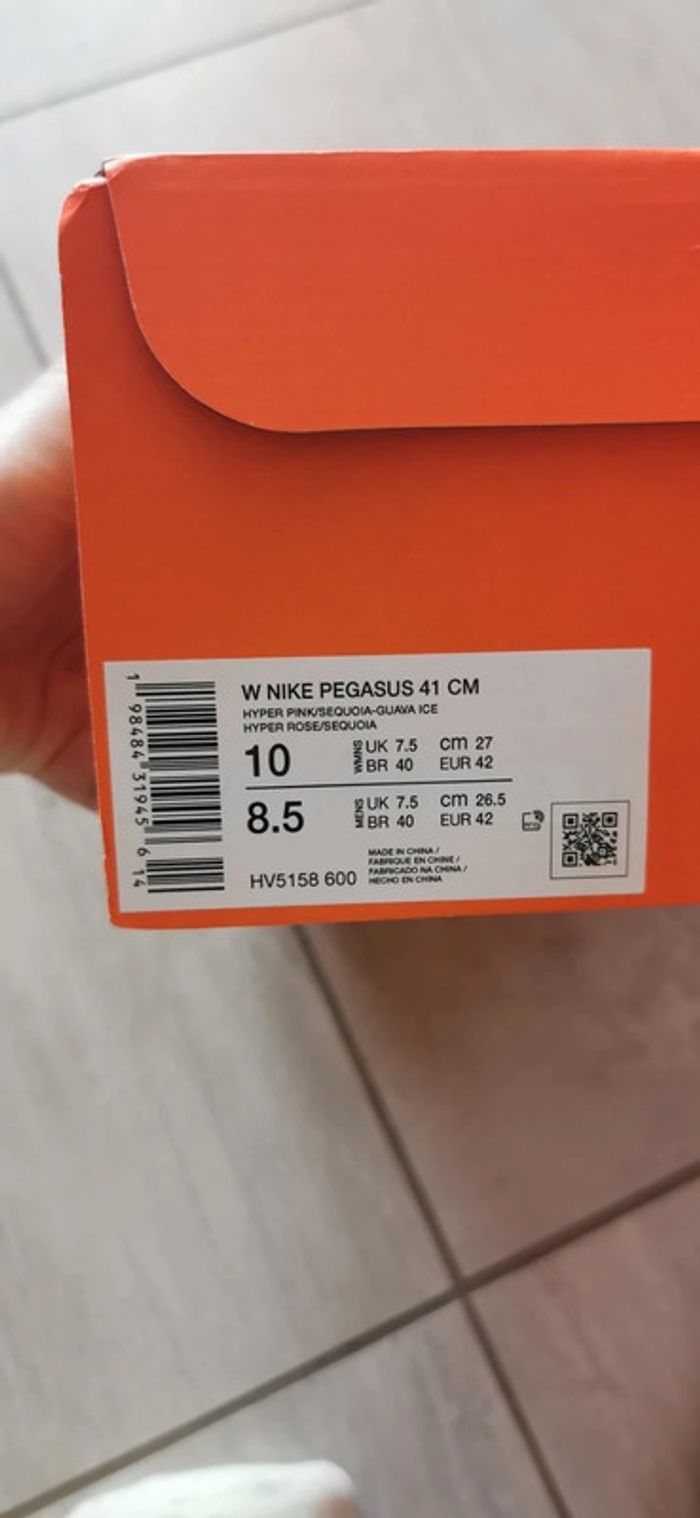 W NIKE PEGASUS 41 CM
HYPER PINK/SEQUOIA-GUAVA ICE
HYPER ROSE/SEQUOIA
10
WMNS
UK 7.5 cm 27
BR 40 EUR 42
8.5
MENS
UK 7.5 cm 26.5
BR 40 EUR 42
HV5158 600
MADE IN CHINA /
FABRIQUE EN CHINE /
FABRICADO NA CHINA /
HECHO EN CHINA
1 98484 31945 6 14